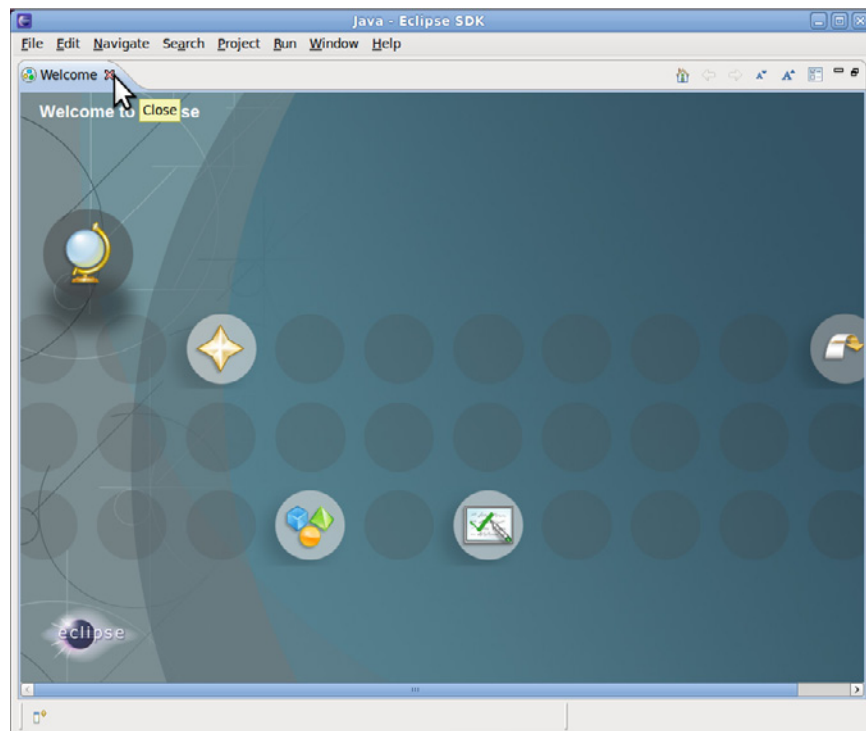 Java - Eclipse SDK
File Edit Navigate Search Project Run Window Help
Welcome
Welcome to se
Close
eclipse